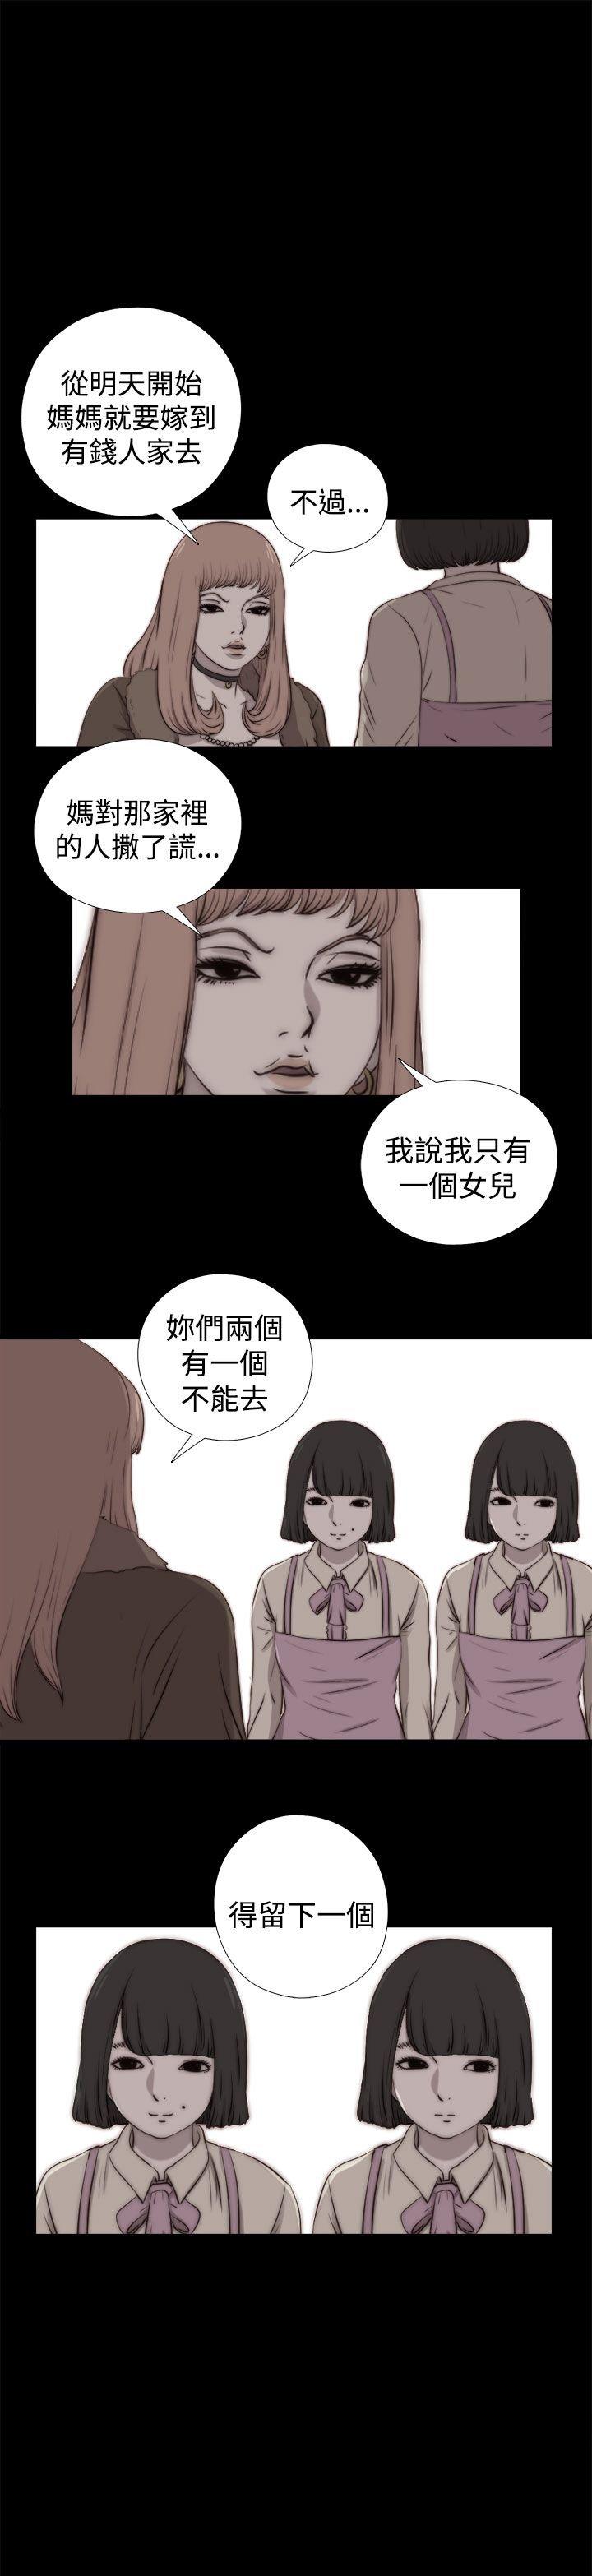 從明天開始
媽媽就要嫁到
有錢人家去
不過...
媽對那家裡
的人撒了謊...
我說我只有
一個女兒
妳們兩個
有一個
不能去
得留下一個